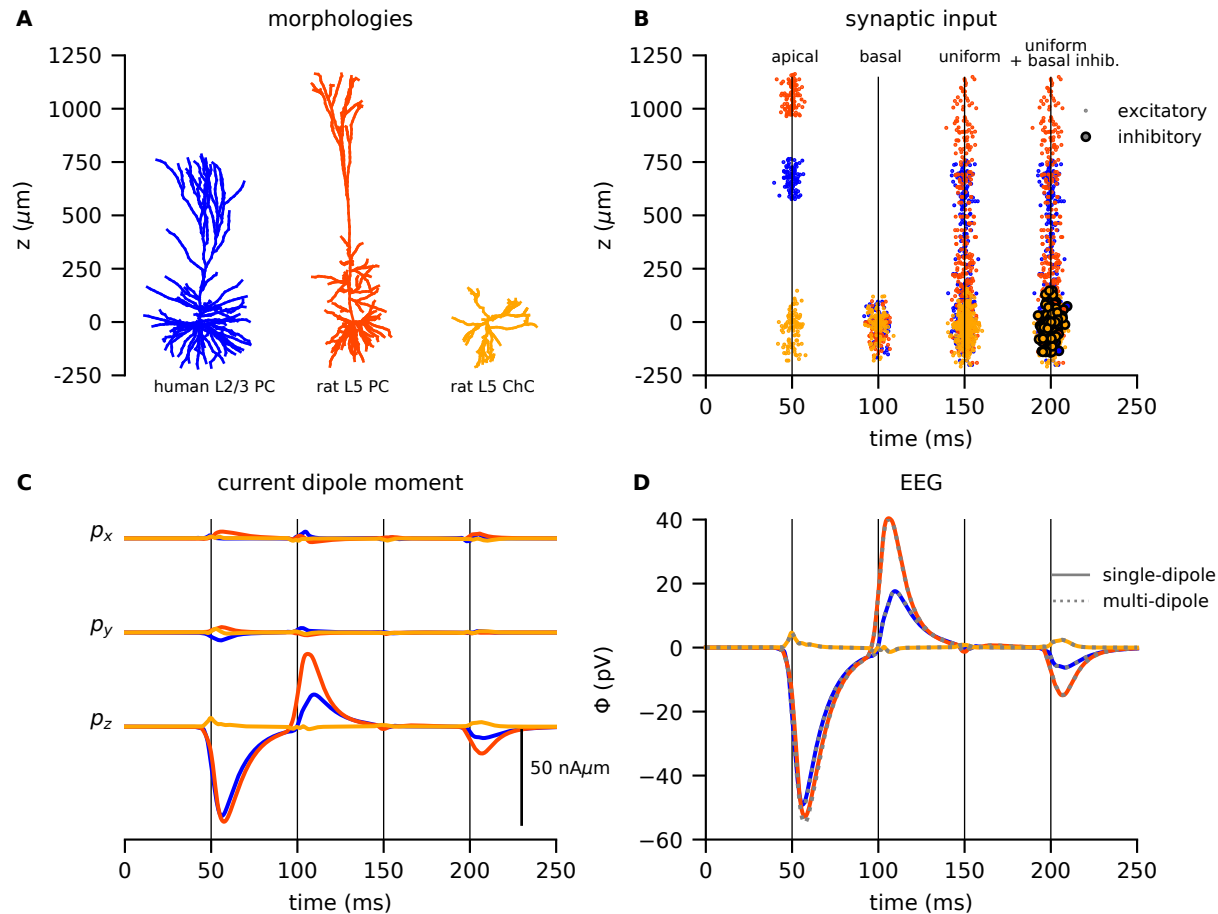 A morphologies
1250
1000
750
500
250
0
-250
z (μm)
human L2/3 PC
rat L5 PC
rat L5 ChC
B synaptic input
1250
1000
750
500
250
0
-250
z (μm)
apical
basal
uniform
uniform
+ basal inhib.
excitatory
inhibitory
0 50 100 150 200 250
time (ms)
C current dipole moment
p_x
p_y
p_z
50 nAμm
0 50 100 150 200 250
time (ms)
D EEG
40
20
0
−20
−40
−60
Φ (pV)
single-dipole
multi-dipole
0 50 100 150 200 250
time (ms)